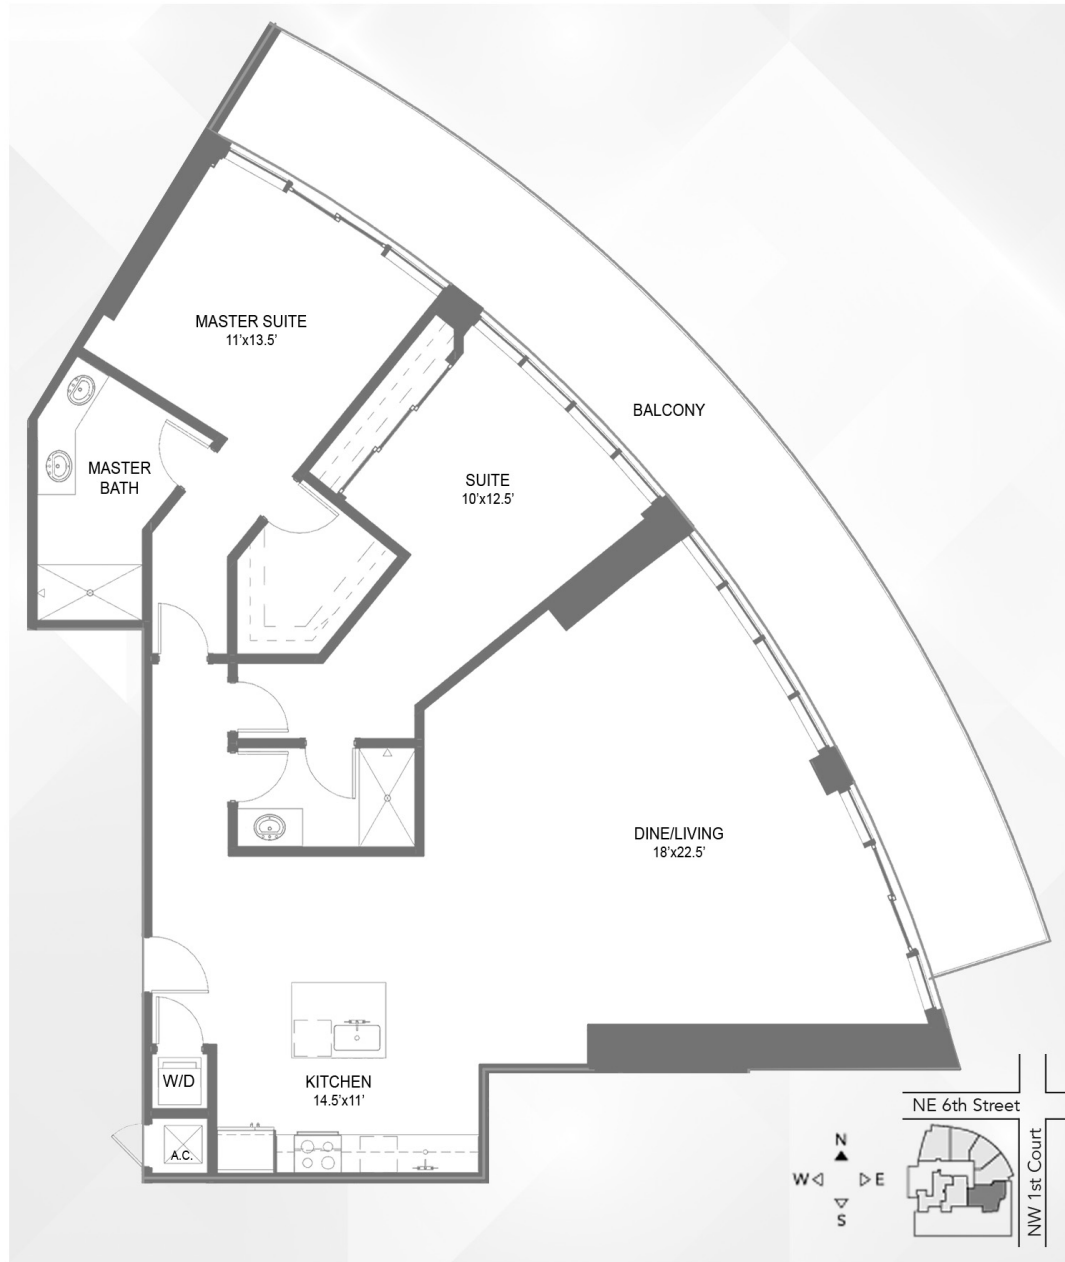 MASTER SUITE
11'x13.5'
BALCONY
MASTER
BATH
SUITE
10'x12.5'
DINE/LIVING
18'x22.5'
W/D
KITCHEN
14.5'x11'
A.C.
NE 6th Street
NW 1st Court
N
W
E
S